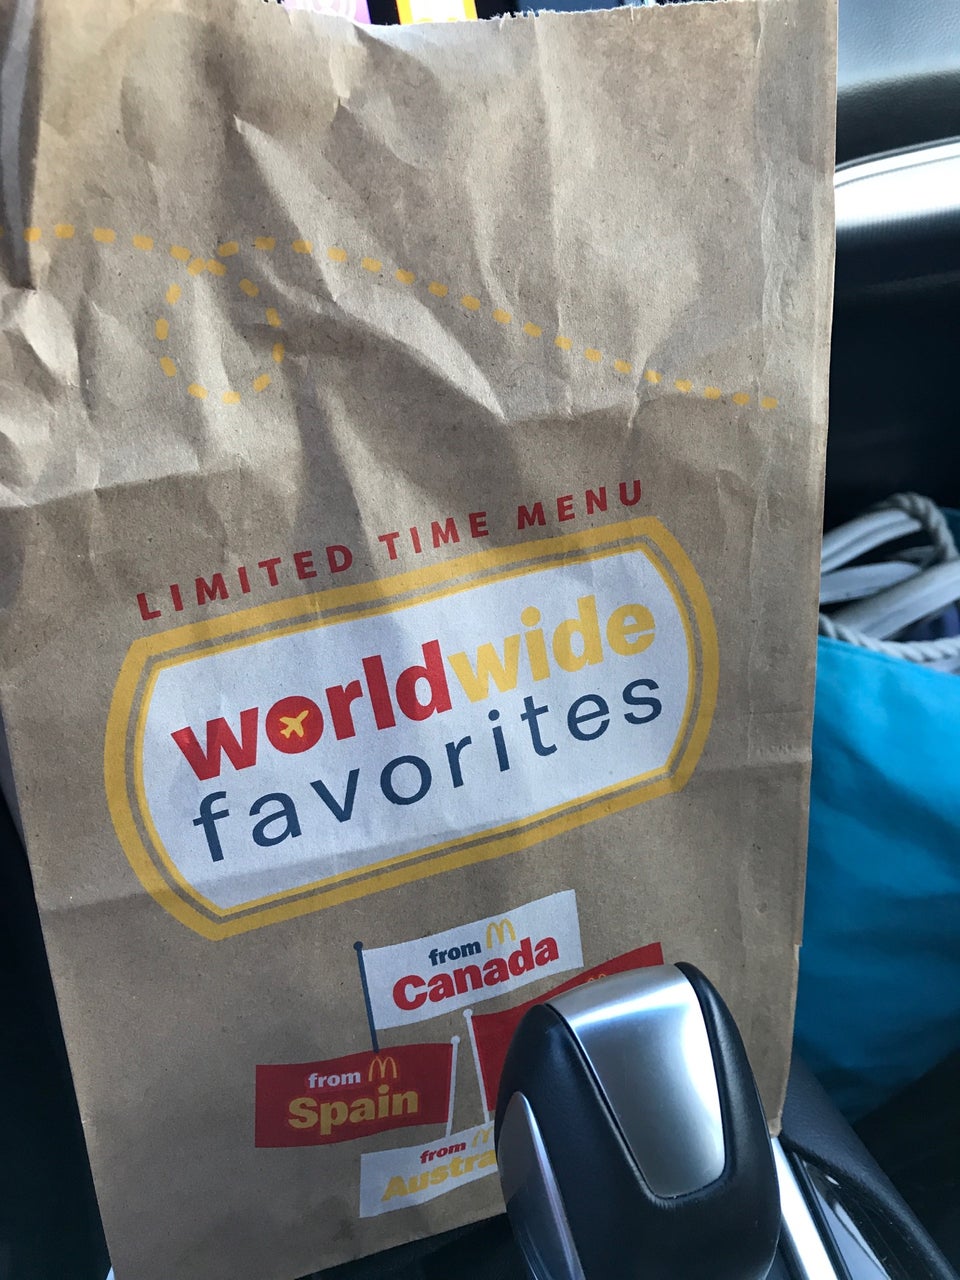 LIMITED TIME MENU
worldwide
favorites
from
Canada
from
Spain
from